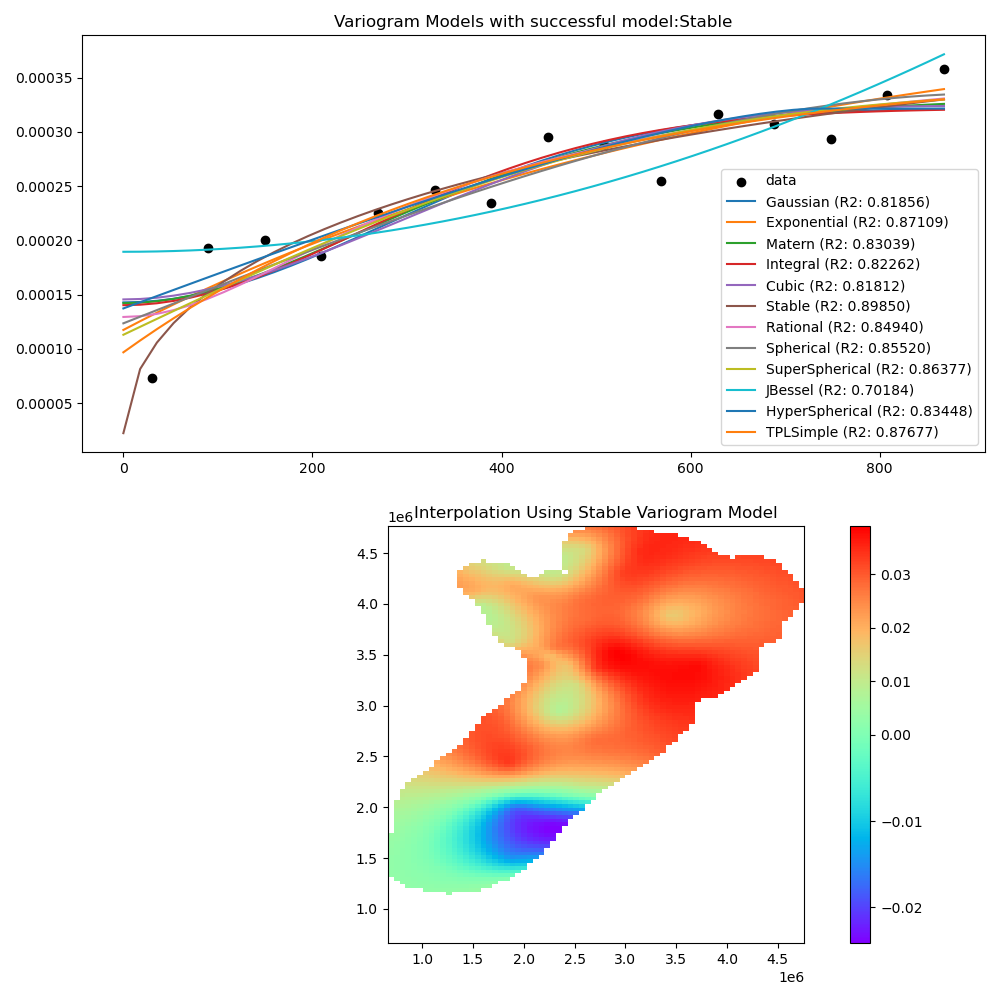 Variogram Models with successful model:Stable
0.00035
0.00030
0.00025
0.00020
0.00015
0.00010
0.00005
data
Gaussian (R2: 0.81856)
Exponential (R2: 0.87109)
Matern (R2: 0.83039)
Integral (R2: 0.82262)
Cubic (R2: 0.81812)
Stable (R2: 0.89850)
Rational (R2: 0.84940)
Spherical (R2: 0.85520)
SuperSpherical (R2: 0.86377)
JBessel (R2: 0.70184)
HyperSpherical (R2: 0.83448)
TPLSimple (R2: 0.87677)
0 200 400 600 800
1e6 Interpolation Using Stable Variogram Model
4.5
4.0
3.5
3.0
2.5
2.0
1.5
1.0
1.0 1.5 2.0 2.5 3.0 3.5 4.0 4.5
1e6
0.03
0.02
0.01
0.00
−0.01
−0.02